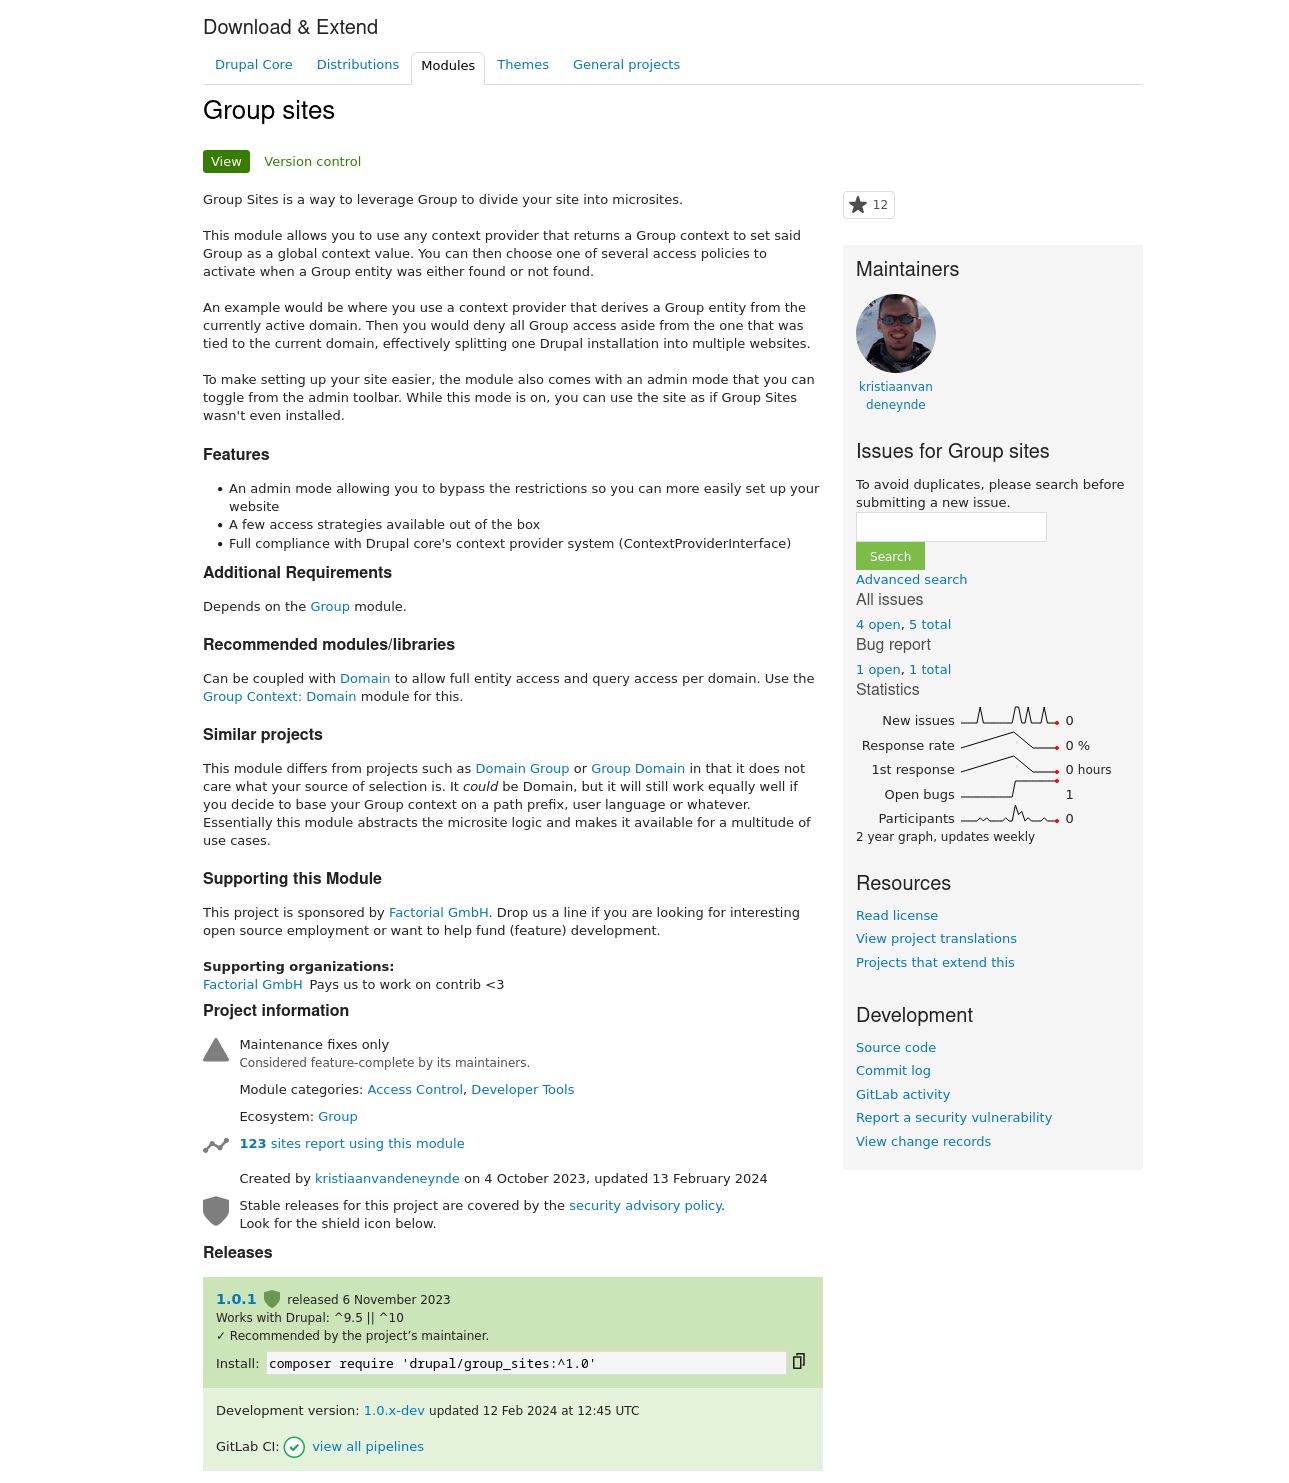 Download & Extend
Drupal Core
Distributions
Modules
Themes
General projects
Group sites
View
Version control
Group Sites is a way to leverage Group to divide your site into microsites.
This module allows you to use any context provider that returns a Group context to set said
Group as a global context value. You can then choose one of several access policies to
activate when a Group entity was either found or not found.
An example would be where you use a context provider that derives a Group entity from the
currently active domain. Then you would deny all Group access aside from the one that was
tied to the current domain, effectively splitting one Drupal installation into multiple websites.
To make setting up your site easier, the module also comes with an admin mode that you can
toggle from the admin toolbar. While this mode is on, you can use the site as if Group Sites
wasn't even installed.
Features
• An admin mode allowing you to bypass the restrictions so you can more easily set up your
website
• A few access strategies available out of the box
• Full compliance with Drupal core's context provider system (ContextProviderInterface)
Additional Requirements
Depends on the Group module.
Recommended modules/libraries
Can be coupled with Domain to allow full entity access and query access per domain. Use the
Group Context: Domain module for this.
Similar projects
This module differs from projects such as Domain Group or Group Domain in that it does not
care what your source of selection is. It could be Domain, but it will still work equally well if
you decide to base your Group context on a path prefix, user language or whatever.
Essentially this module abstracts the microsite logic and makes it available for a multitude of
use cases.
Supporting this Module
This project is sponsored by Factorial GmbH. Drop us a line if you are looking for interesting
open source employment or want to help fund (feature) development.
Supporting organizations:
Factorial GmbH Pays us to work on contrib <3
Project information
Maintenance fixes only
Considered feature-complete by its maintainers.
Module categories: Access Control, Developer Tools
Ecosystem: Group
123 sites report using this module
Created by kristiaanvandeneynde on 4 October 2023, updated 13 February 2024
Stable releases for this project are covered by the security advisory policy.
Look for the shield icon below.
Releases
1.0.1 released 6 November 2023
Works with Drupal: ^9.5 || ^10
✓ Recommended by the project’s maintainer.
Install: composer require 'drupal/group_sites:^1.0'
Development version: 1.0.x-dev updated 12 Feb 2024 at 12:45 UTC
GitLab CI: view all pipelines
12
Maintainers
kristiaanvan
deneynde
Issues for Group sites
To avoid duplicates, please search before
submitting a new issue.
Search
Advanced search
All issues
4 open, 5 total
Bug report
1 open, 1 total
Statistics
New issues 0
Response rate 0 %
1st response 0 hours
Open bugs 1
Participants 0
2 year graph, updates weekly
Resources
Read license
View project translations
Projects that extend this
Development
Source code
Commit log
GitLab activity
Report a security vulnerability
View change records